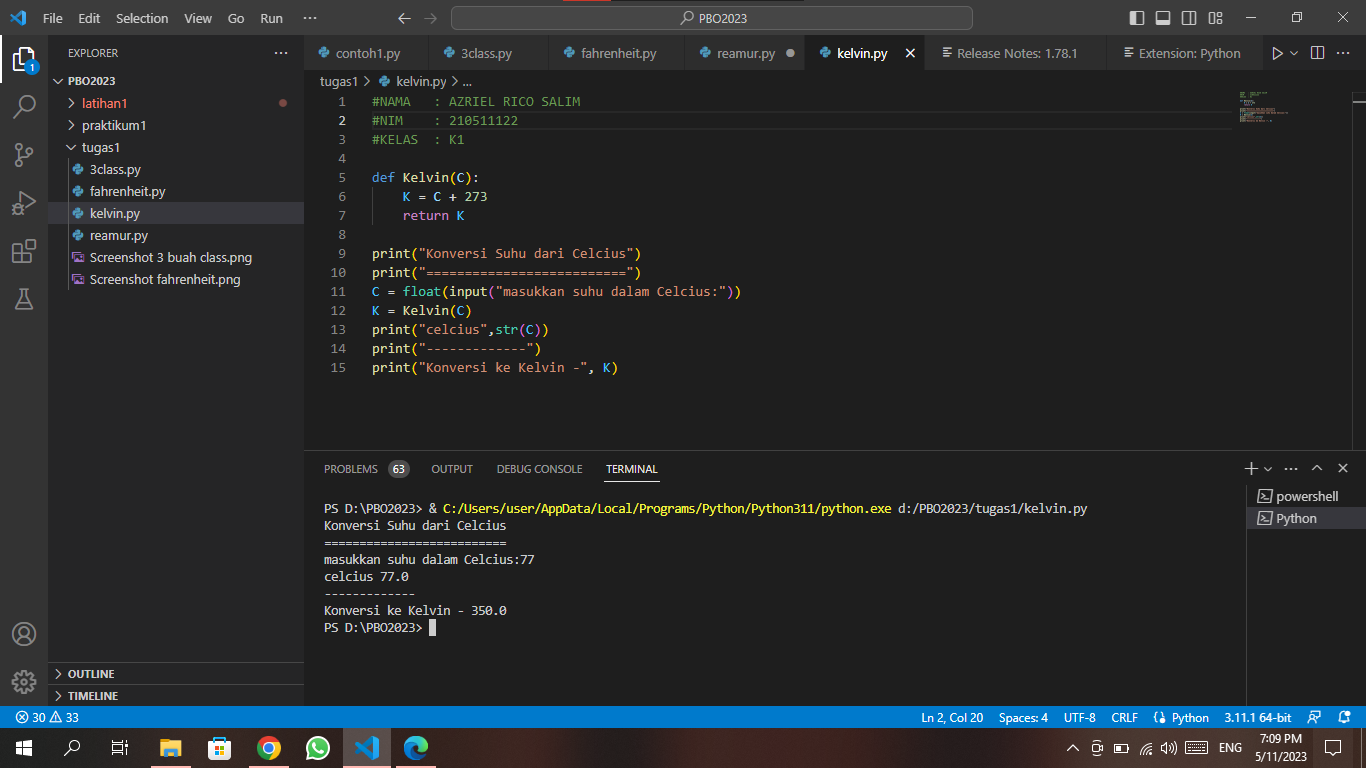 File Edit Selection View Go Run ··· PBO2023
EXPLORER ···
PBO2023
latihan1
praktikum1
tugas1
3class.py
fahrenheit.py
kelvin.py
reamur.py
Screenshot 3 buah class.png
Screenshot fahrenheit.png
OUTLINE
TIMELINE
1
contoh1.py 3class.py fahrenheit.py reamur.py kelvin.py Release Notes: 1.78.1 Extension: Python
tugas1 > kelvin.py > ...
1 #NAMA   : AZRIEL RICO SALIM
2 #NIM    : 210511122
3 #KELAS  : K1
4
5 def Kelvin(C):
6     K = C + 273
7     return K
8
9 print("Konversi Suhu dari Celcius")
10 print("==========================")
11 C = float(input("masukkan suhu dalam Celcius:"))
12 K = Kelvin(C)
13 print("celcius",str(C))
14 print("-------------")
15 print("Konversi ke Kelvin -", K)
PROBLEMS 63 OUTPUT DEBUG CONSOLE TERMINAL
PS D:\PBO2023> & C:/Users/user/AppData/Local/Programs/Python/Python311/python.exe d:/PBO2023/tugas1/kelvin.py
Konversi Suhu dari Celcius
==========================
masukkan suhu dalam Celcius:77
celcius 77.0
-------------
Konversi ke Kelvin - 350.0
PS D:\PBO2023>
powershell
Python
30 33 Ln 2, Col 20 Spaces: 4 UTF-8 CRLF Python 3.11.1 64-bit
ENG
7:09 PM
5/11/2023